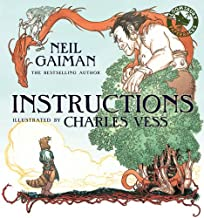 NEIL
GAIMAN
THE BESTSELLING AUTHOR
INSTRUCTIONS
ILLUSTRATED BY CHARLES VESS